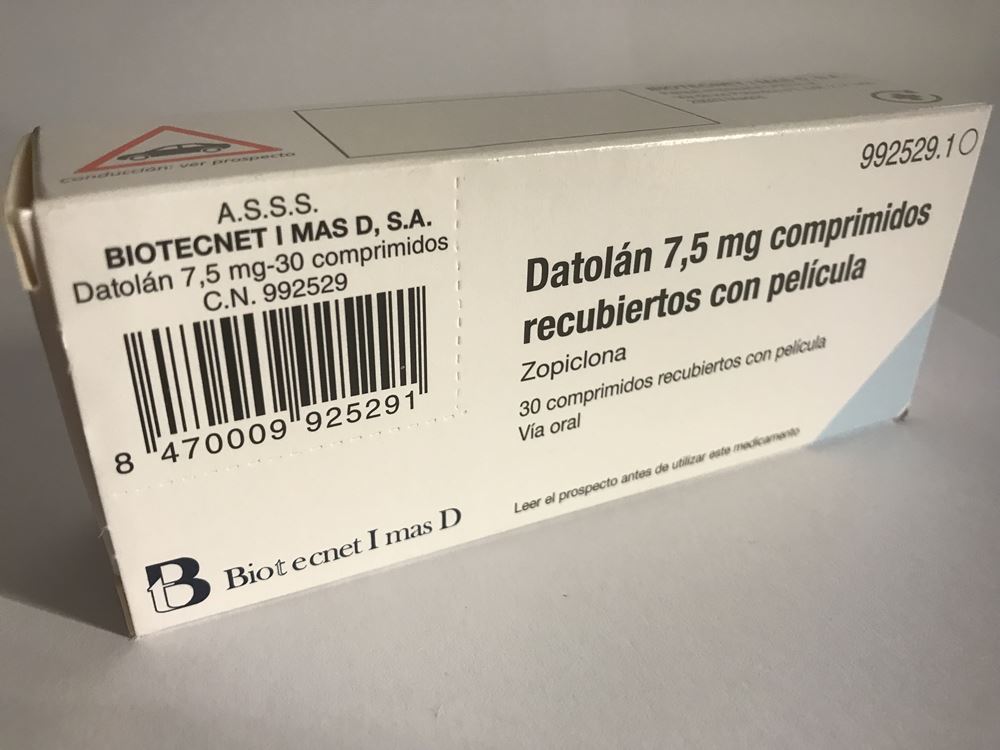 conducción: ver prospecto
BIOTECNET I MAS D, S.A.
992529.1
A.S.S.S.
BIOTECNET I MAS D, S.A.
Datolán 7,5 mg-30 comprimidos
C.N. 992529
8 470009 925291
Datolán 7,5 mg comprimidos
recubiertos con película
Zopiclona
30 comprimidos recubiertos con película
Vía oral
Leer el prospecto antes de utilizar este medicamento
B Biotecnet I mas D